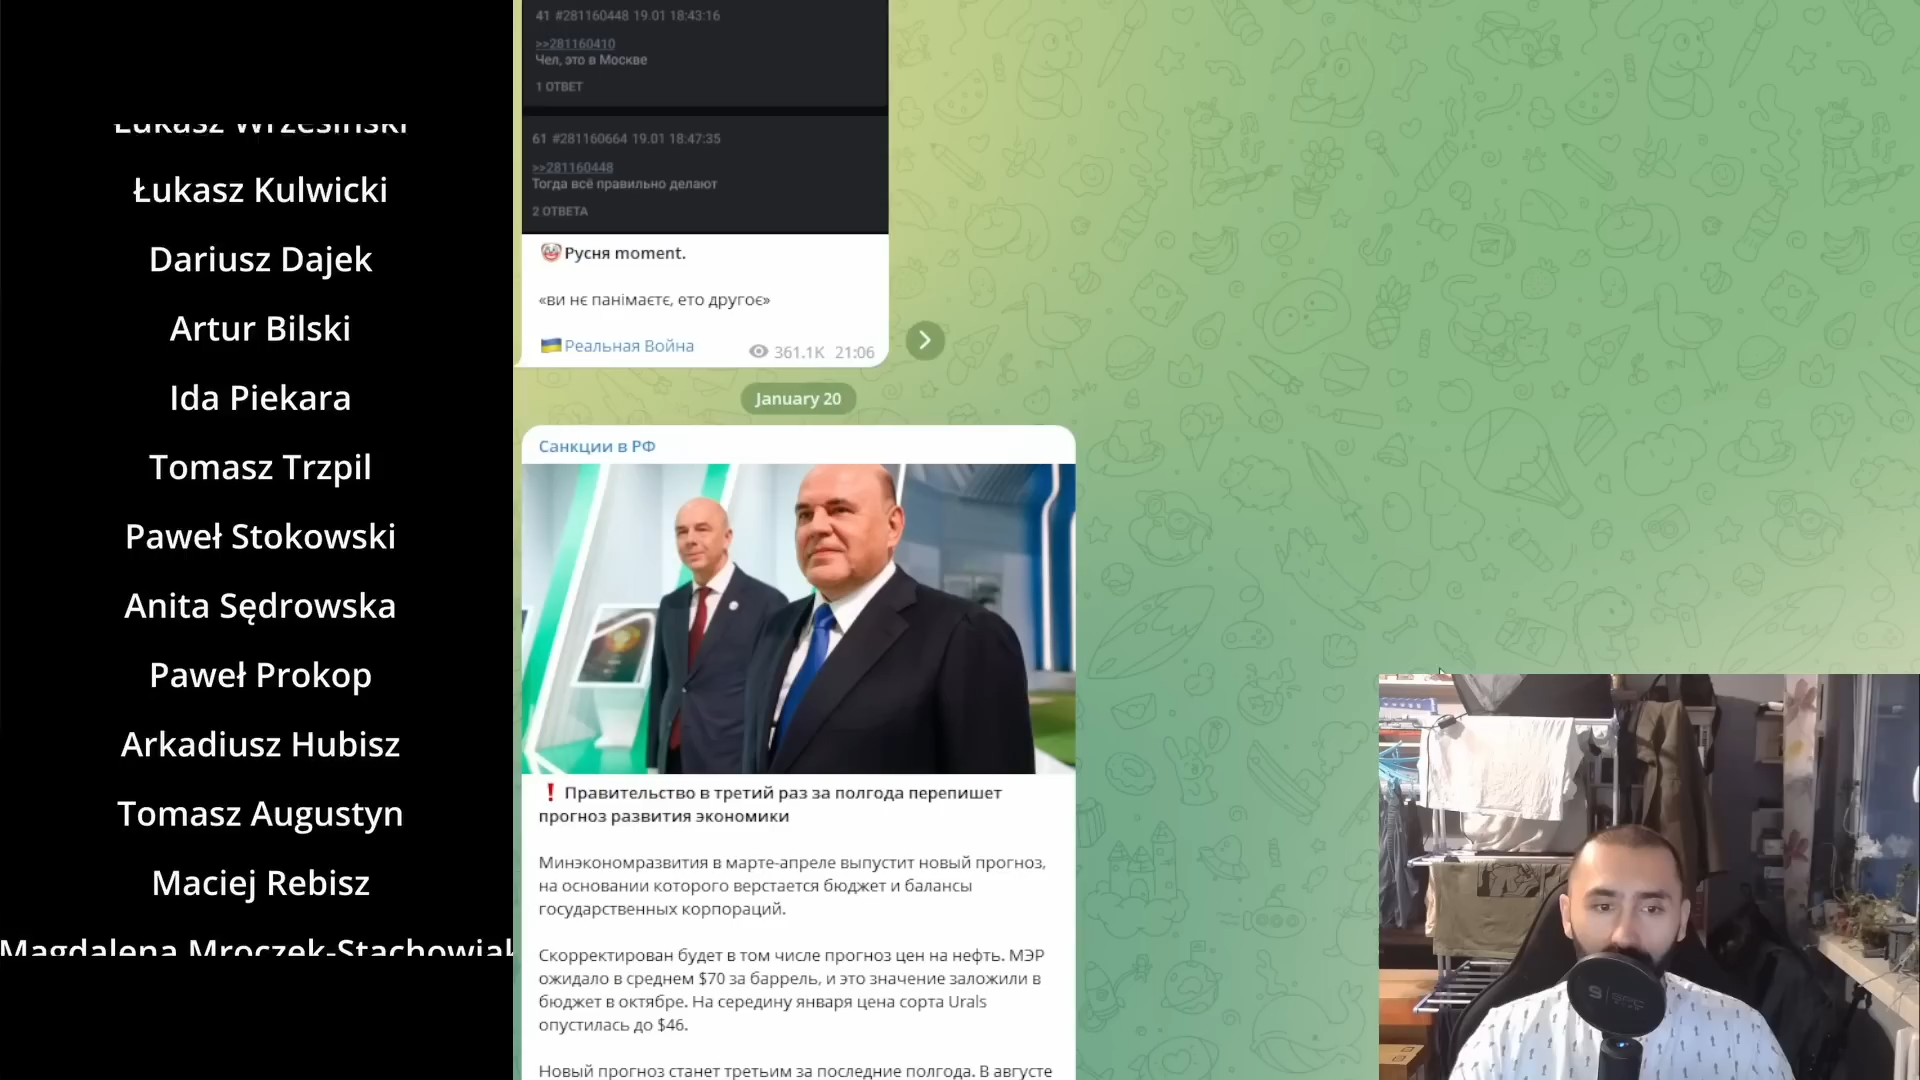 Łukasz Wrzesiński
Łukasz Kulwicki
Dariusz Dajek
Artur Bilski
Ida Piekara
Tomasz Trzpil
Paweł Stokowski
Anita Sędrowska
Paweł Prokop
Arkadiusz Hubisz
Tomasz Augustyn
Maciej Rebisz
Magdalena Mroczek-Stachowiak
41 #281160448 19.01 18:43:16
>>281160410
Чел, это в Москве
1 ОТВЕТ
61 #281160664 19.01 18:47:35
>>281160448
Тогда всё правильно делают
2 ОТВЕТА
🤡Русня moment.
«ви нє панімаєтє, ето другоє»
🇺🇦Реальная Война
361.1K 21:06
January 20
Санкции в РФ
❗ Правительство в третий раз за полгода перепишет
прогноз развития экономики
Минэкономразвития в марте-апреле выпустит новый прогноз,
на основании которого верстается бюджет и балансы
государственных корпораций.
Скорректирован будет в том числе прогноз цен на нефть. МЭР
ожидало в среднем $70 за баррель, и это значение заложили в
бюджет в октябре. На середину января цена сорта Urals
опустилась до $46.
Новый прогноз станет третьим за последние полгода. В августе